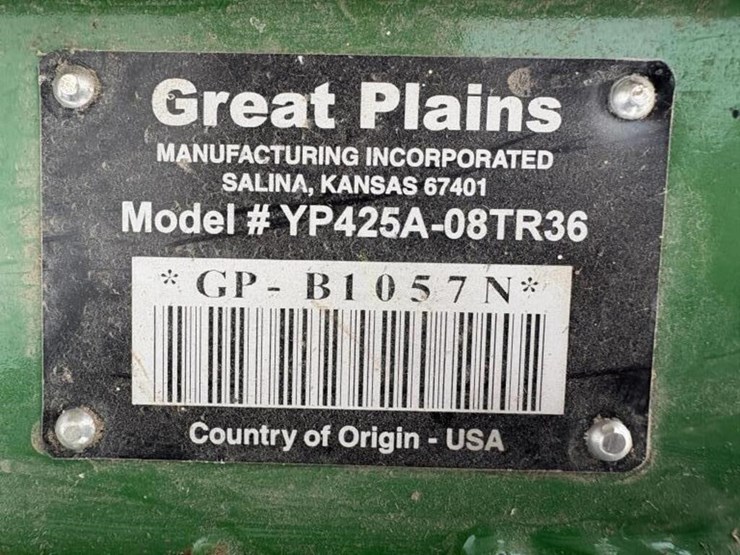 Great Plains
MANUFACTURING INCORPORATED
SALINA, KANSAS 67401
Model # YP425A-08TR36
*GP-B1057N*
Country of Origin - USA